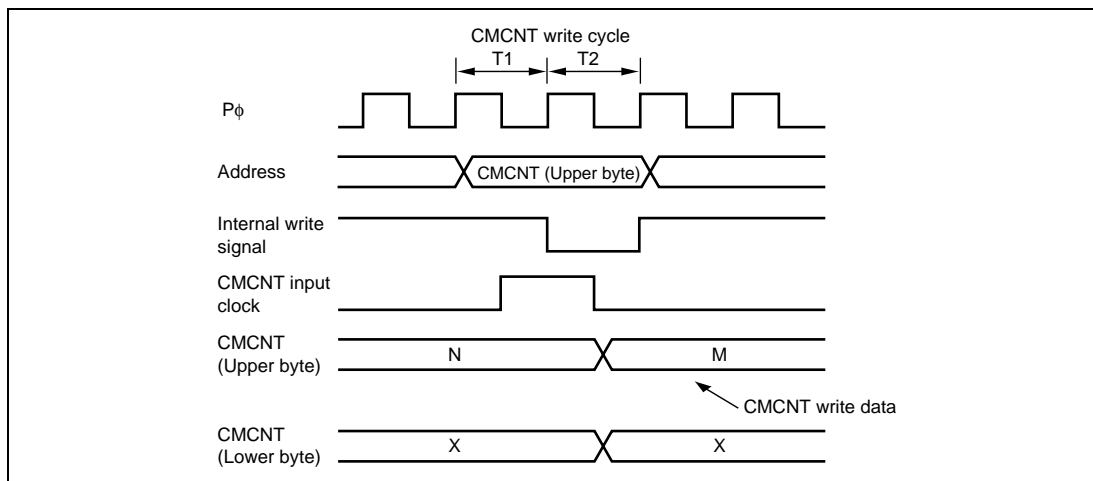 CMCNT write cycle
T1 T2
Pϕ
Address
CMCNT (Upper byte)
Internal write
signal
CMCNT input
clock
CMCNT
(Upper byte)
N M
CMCNT write data
CMCNT
(Lower byte)
X X